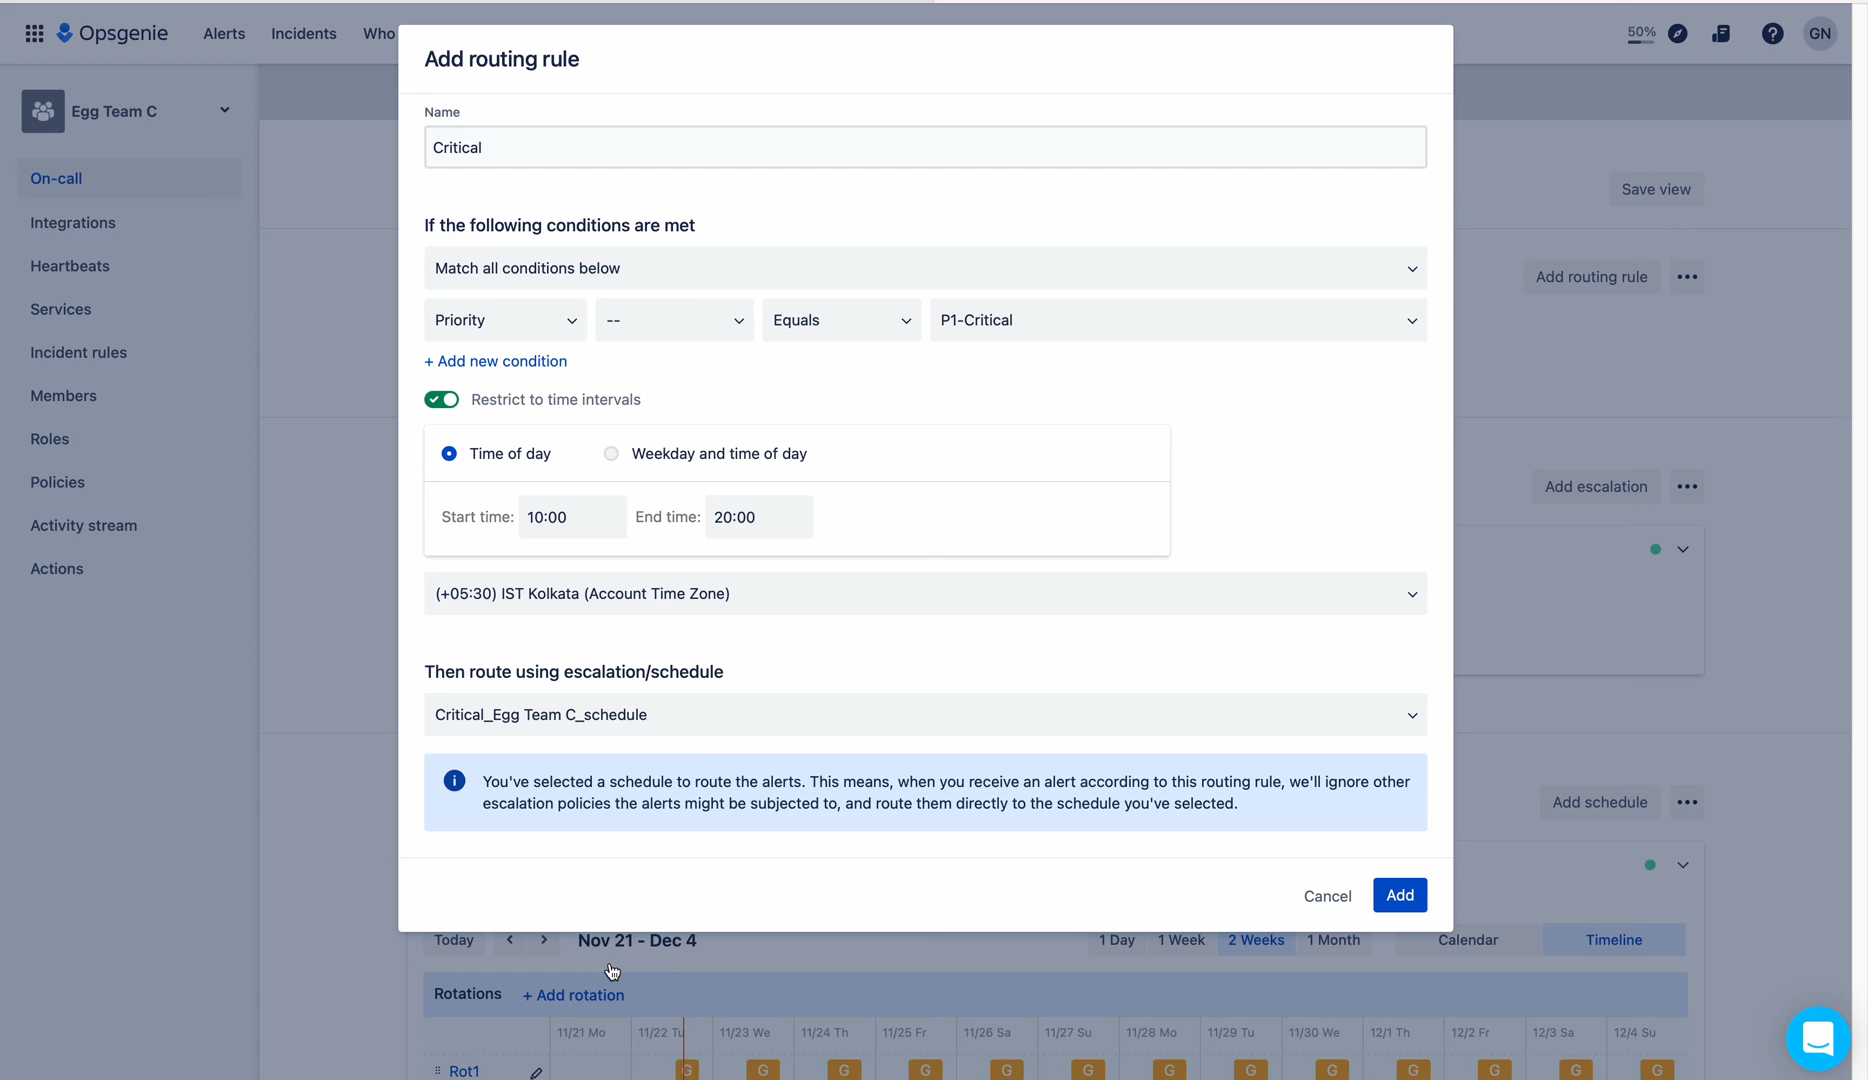 Opsgenie Alerts Incidents Who 50% GN
Add routing rule
Egg Team C
Name
Critical
On-call
Save view
Integrations
If the following conditions are met
Heartbeats
Match all conditions below
Add routing rule •••
Services
Priority -- Equals P1-Critical
Incident rules
+ Add new condition
Members
Restrict to time intervals
Roles
Time of day Weekday and time of day
Policies
Add escalation •••
Start time: 10:00 End time: 20:00
Activity stream
Actions
(+05:30) IST Kolkata (Account Time Zone)
Then route using escalation/schedule
Critical_Egg Team C_schedule
You've selected a schedule to route the alerts. This means, when you receive an alert according to this routing rule, we'll ignore other
escalation policies the alerts might be subjected to, and route them directly to the schedule you've selected.
Add schedule •••
Cancel Add
Today < > Nov 21 - Dec 4 1 Day 1 Week 2 Weeks 1 Month Calendar Timeline
Rotations + Add rotation
11/21 Mo 11/22 Tu 11/23 We 11/24 Th 11/25 Fr 11/26 Sa 11/27 Su 11/28 Mo 11/29 Tu 11/30 We 12/1 Th 12/2 Fr 12/3 Sa 12/4 Su
Rot1 G G G G G G G G G G G G G